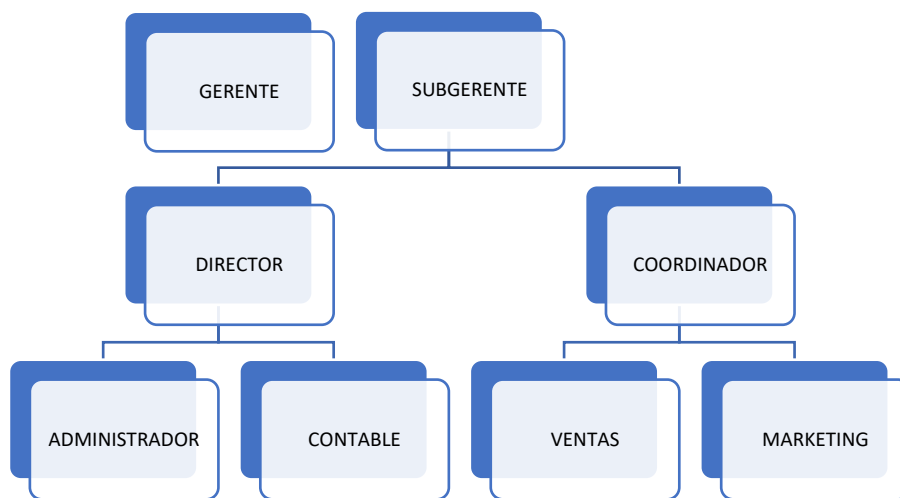 GERENTE
SUBGERENTE
DIRECTOR
COORDINADOR
ADMINISTRADOR
CONTABLE
VENTAS
MARKETING